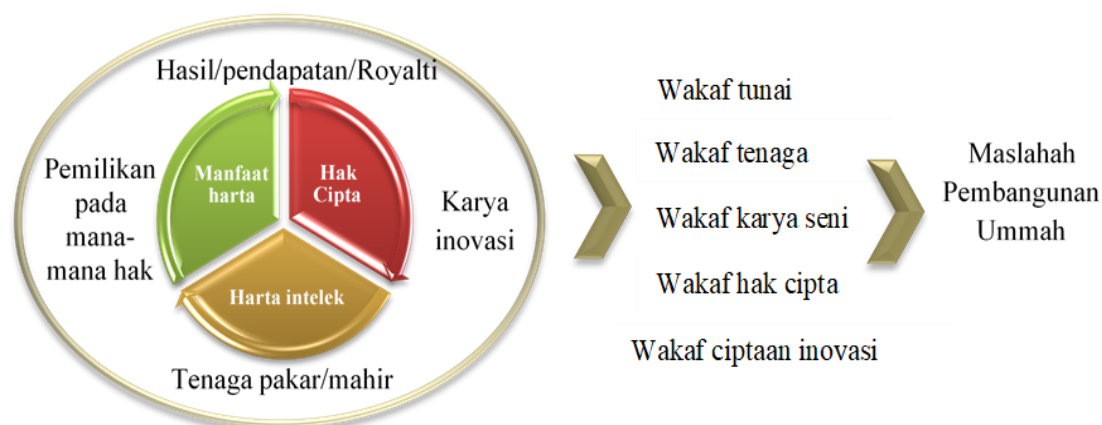 Hasil/pendapatan/Royalti
Manfaat
harta
Hak
Cipta
Harta intelek
Pemilikan
pada
mana-
mana hak
Karya
inovasi
Tenaga pakar/mahir
Wakaf tunai
Wakaf tenaga
Wakaf karya seni
Wakaf hak cipta
Wakaf ciptaan inovasi
Maslahah
Pembangunan
Ummah